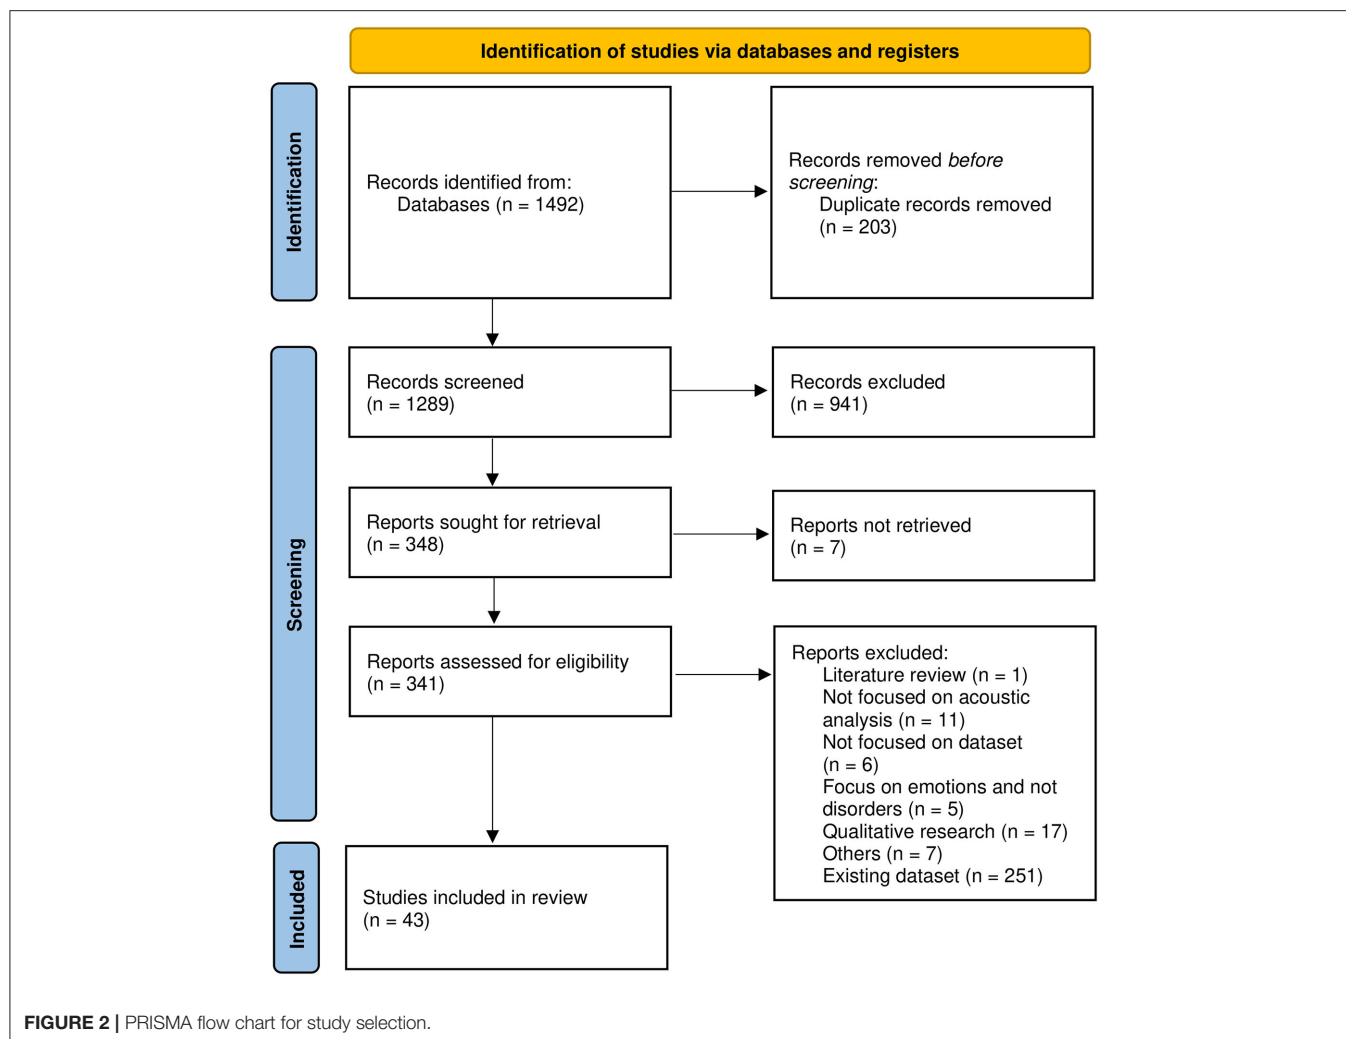 Identification of studies via databases and registers
Identification
Records identified from:
Databases (n = 1492)
Records removed before
screening:
Duplicate records removed
(n = 203)
Screening
Records screened
(n = 1289)
Records excluded
(n = 941)
Reports sought for retrieval
(n = 348)
Reports not retrieved
(n = 7)
Reports assessed for eligibility
(n = 341)
Reports excluded:
Literature review (n = 1)
Not focused on acoustic
analysis (n = 11)
Not focused on dataset
(n = 6)
Focus on emotions and not
disorders (n = 5)
Qualitative research (n = 17)
Others (n = 7)
Existing dataset (n = 251)
Included
Studies included in review
(n = 43)
FIGURE 2 | PRISMA flow chart for study selection.